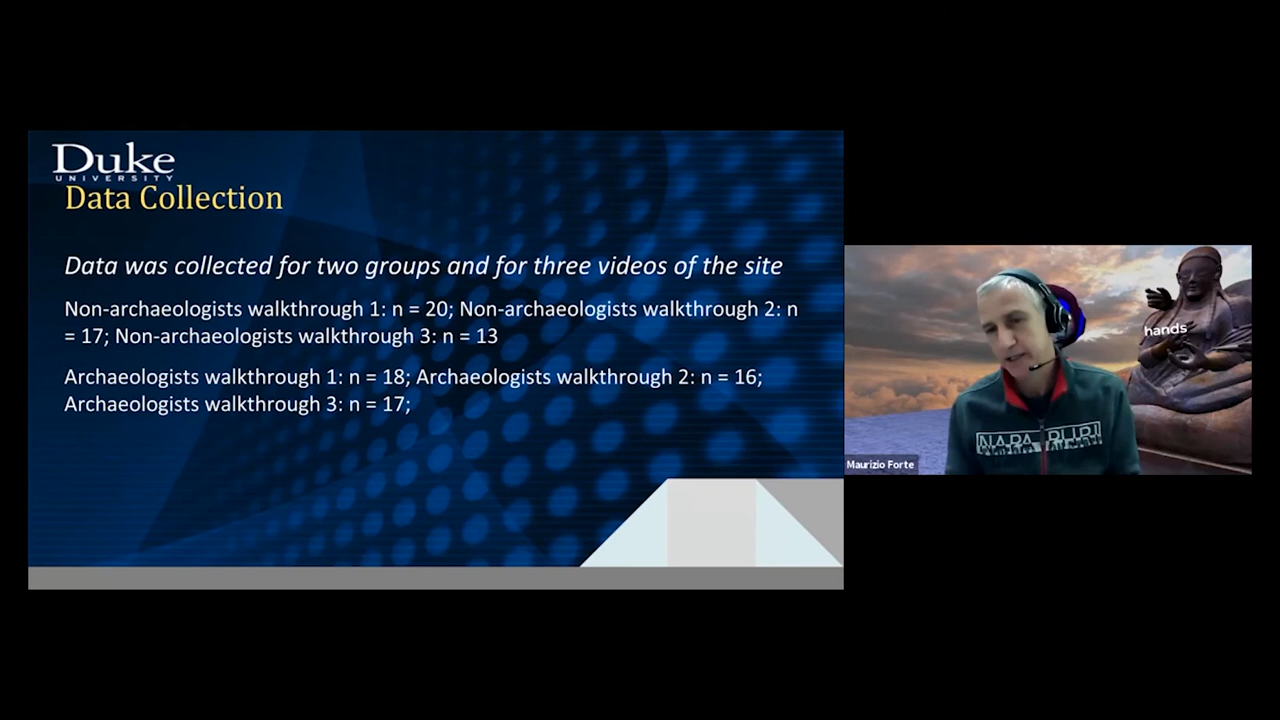 Duke
UNIVERSITY
Data Collection
Data was collected for two groups and for three videos of the site
Non-archaeologists walkthrough 1: n = 20; Non-archaeologists walkthrough 2: n
= 17; Non-archaeologists walkthrough 3: n = 13
Archaeologists walkthrough 1: n = 18; Archaeologists walkthrough 2: n = 16;
Archaeologists walkthrough 3: n = 17;
hands
Maurizio Forte